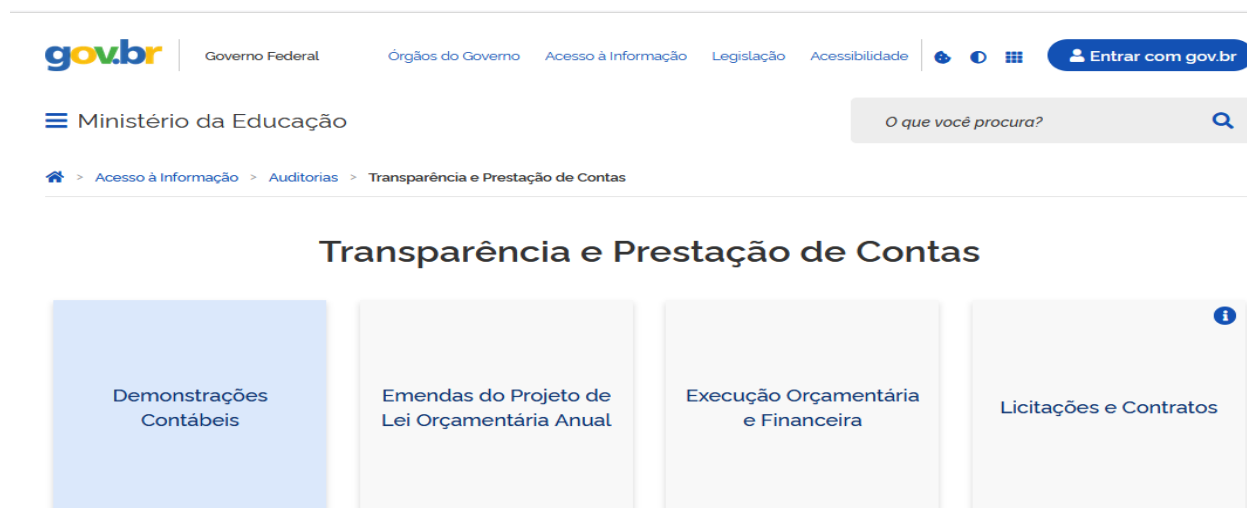 gov.br Governo Federal Órgãos do Governo Acesso à Informação Legislação Acessibilidade Entrar com gov.br
Ministério da Educação O que você procura?
> Acesso à Informação > Auditorias > Transparência e Prestação de Contas
Transparência e Prestação de Contas
Demonstrações
Contábeis
Emendas do Projeto de
Lei Orçamentária Anual
Execução Orçamentária
e Financeira
Licitações e Contratos